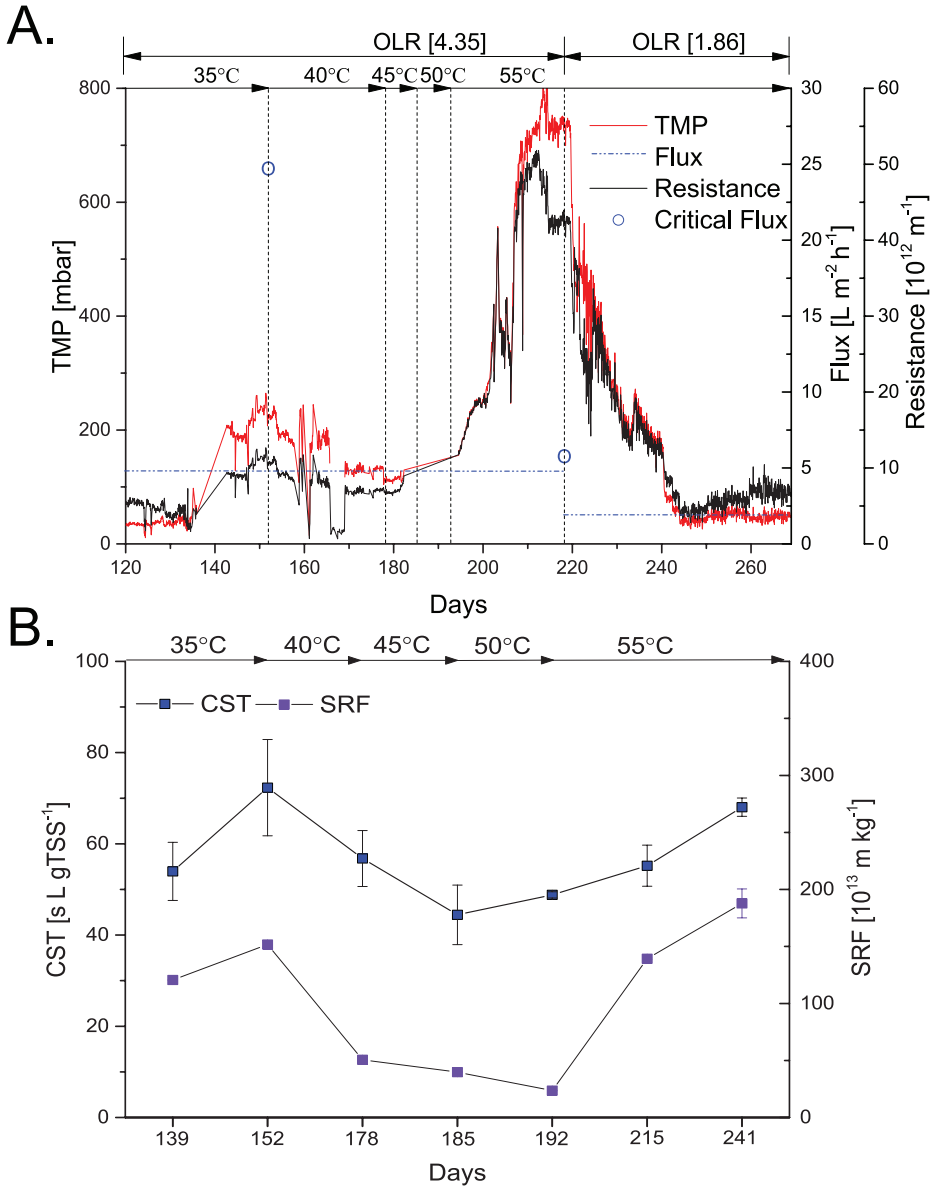 A.
OLR [4.35] OLR [1.86]
35°C 40°C 45°C 50°C 55°C
800 30 60
TMP
Flux
Resistance
Critical Flux
25 50
600
20 40
400
15 30
10 20
200
5 10
0 0 0
120 140 160 180 200 220 240 260
Days
TMP [mbar]
Flux [L m⁻² h⁻¹]
Resistance [10¹² m⁻¹]
B.
35°C 40°C 45°C 50°C 55°C
100 400
CST SRF
80
300
60
200
40
100
20
0 0
139 152 178 185 192 215 241
Days
CST [s L gTSS⁻¹]
SRF [10¹³ m kg⁻¹]